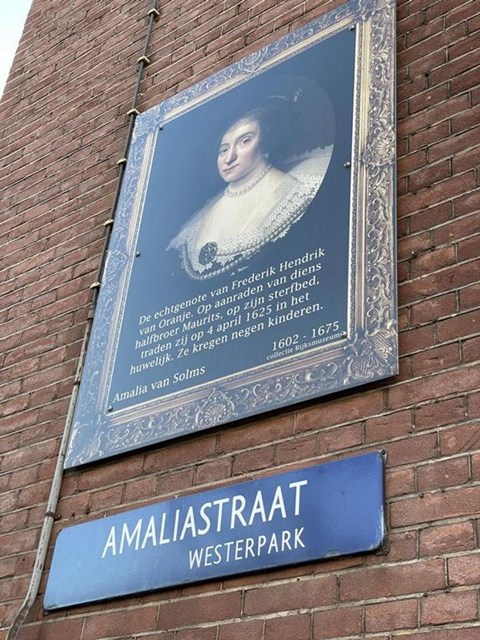 De echtgenote van Frederik Hendrik
van Oranje. Op aanraden van diens
halfbroer Maurits, op zijn sterfbed,
traden zij op 4 april 1625 in het
huwelijk. Ze kregen negen kinderen.
1602 - 1675
Amalia van Solms
collectie Rijksmuseum
AMALIASTRAAT
WESTERPARK